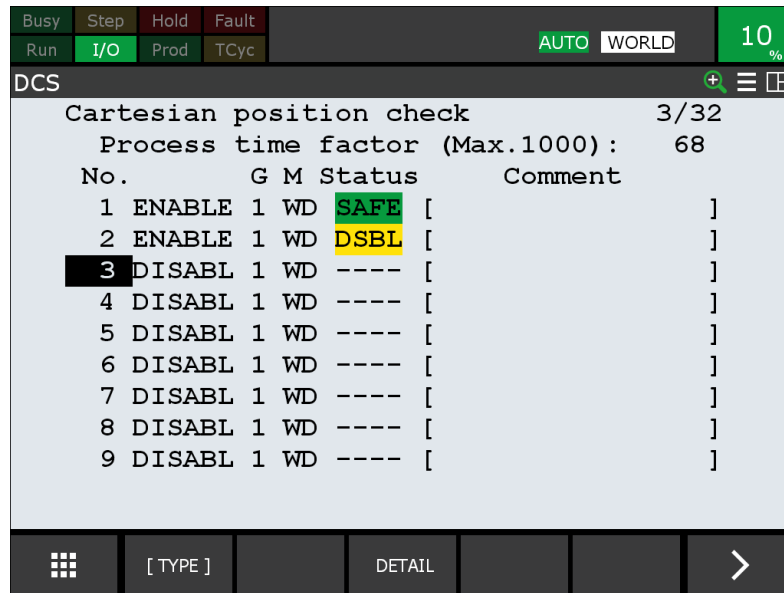 Busy Step Hold Fault
Run I/O Prod TCyc AUTO WORLD 10 %
DCS
Cartesian position check 3/32
Process time factor (Max.1000): 68
No. G M Status Comment
1 ENABLE 1 WD SAFE [ ]
2 ENABLE 1 WD DSBL [ ]
3 DISABL 1 WD ---- [ ]
4 DISABL 1 WD ---- [ ]
5 DISABL 1 WD ---- [ ]
6 DISABL 1 WD ---- [ ]
7 DISABL 1 WD ---- [ ]
8 DISABL 1 WD ---- [ ]
9 DISABL 1 WD ---- [ ]
[ TYPE ] DETAIL